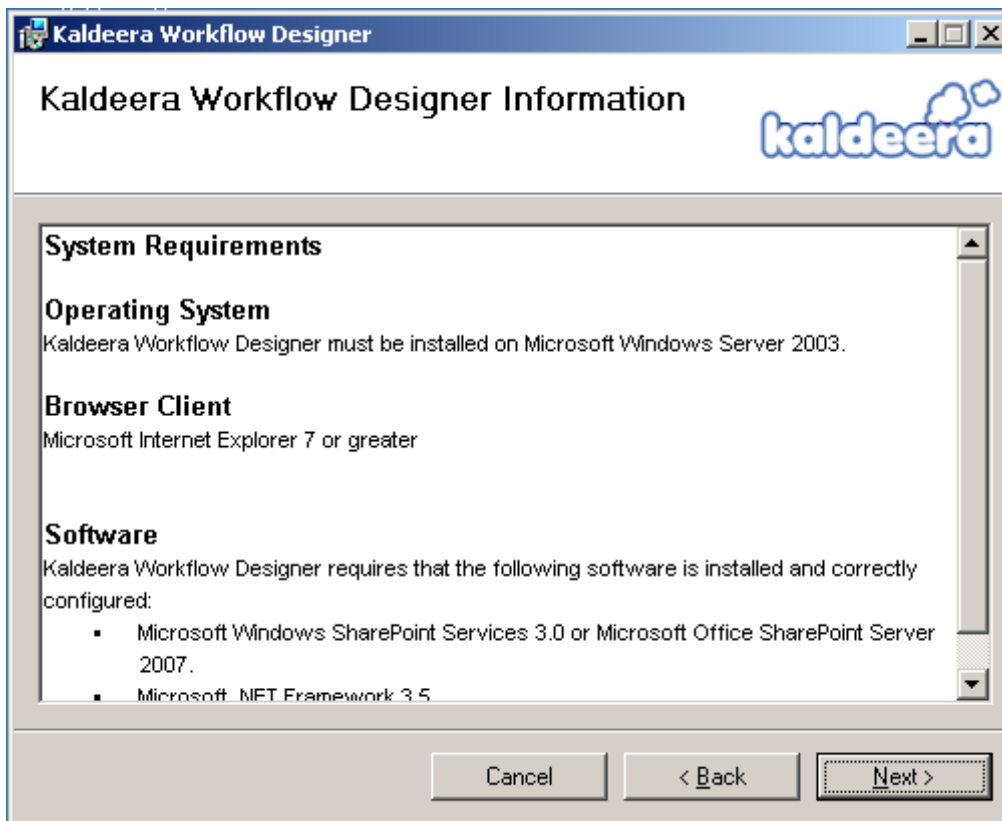 Kaldeera Workflow Designer
Kaldeera Workflow Designer Information
kaldeera
System Requirements
Operating System
Kaldeera Workflow Designer must be installed on Microsoft Windows Server 2003.
Browser Client
Microsoft Internet Explorer 7 or greater
Software
Kaldeera Workflow Designer requires that the following software is installed and correctly
configured:
▪ Microsoft Windows SharePoint Services 3.0 or Microsoft Office SharePoint Server
2007.
▪ Microsoft .NET Framework 3.5
Cancel
< Back
Next >